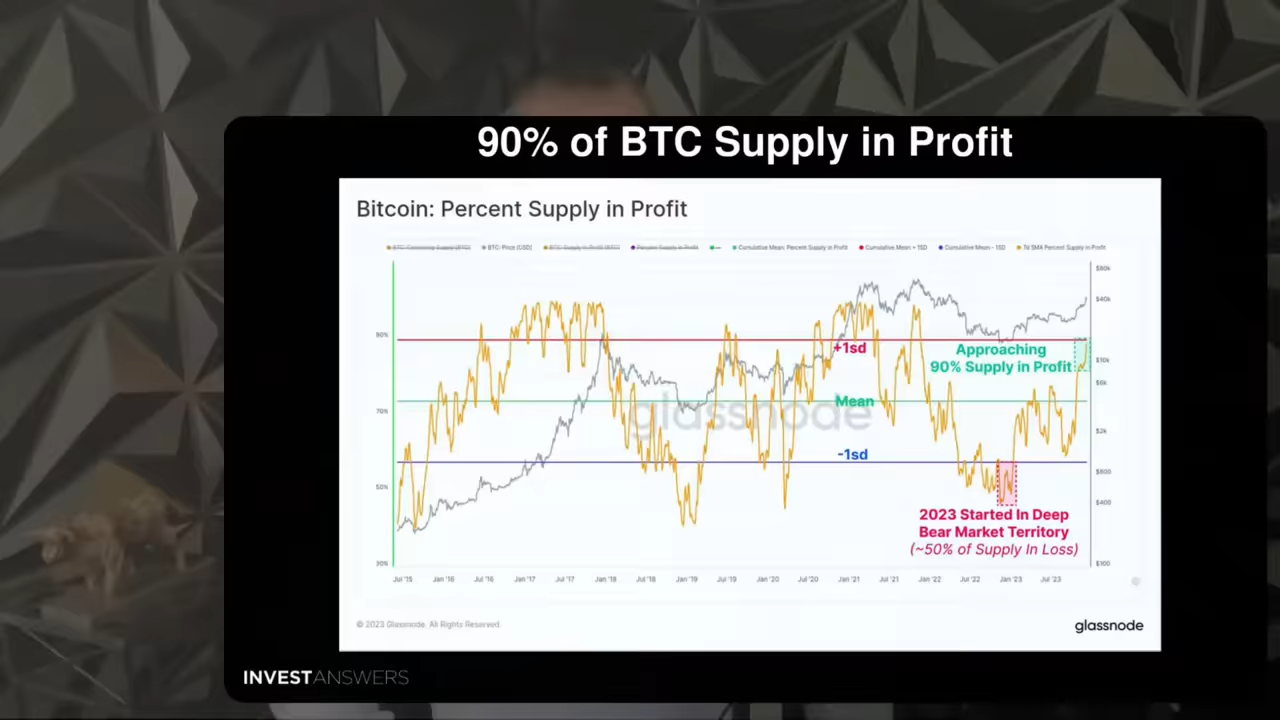 90% of BTC Supply in Profit
Bitcoin: Percent Supply in Profit
BTC: Price [USD]
Cumulative Mean: Percent Supply in Profit
Cumulative Mean + 1SD
Cumulative Mean - 1SD
7d SMA Percent Supply in Profit
$80k
$40k
+1sd
Approaching
90% Supply in Profit
$10k
$6k
Mean
70%
glassnode
$2k
-1sd
$800
50%
$400
2023 Started In Deep
Bear Market Territory
(~50% of Supply In Loss)
30%
$100
Jul '15 Jan '16 Jul '16 Jan '17 Jul '17 Jan '18 Jul '18 Jan '19 Jul '19 Jan '20 Jul '20 Jan '21 Jul '21 Jan '22 Jul '22 Jan '23 Jul '23
© 2023 Glassnode. All Rights Reserved.
glassnode
INVESTANSWERS